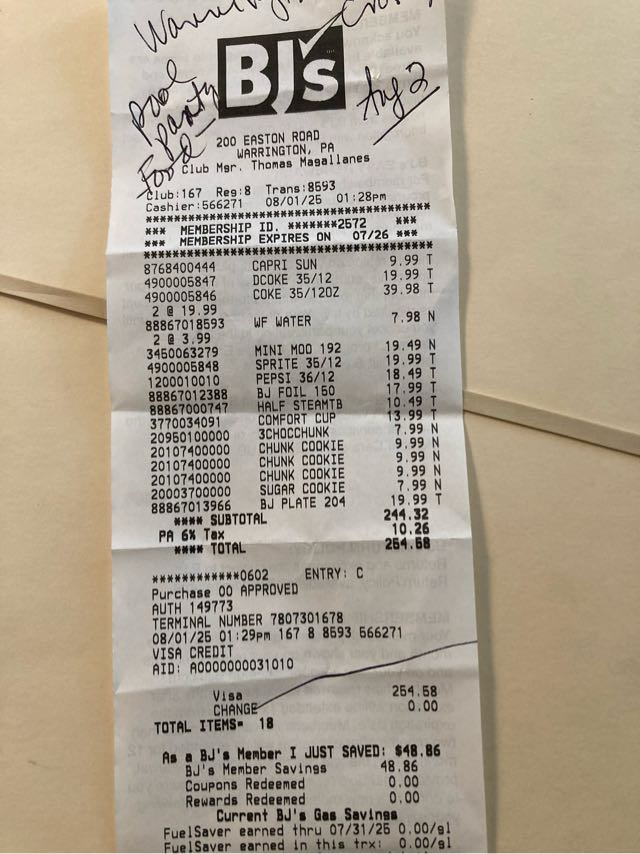 Pool
Party
Food
Aug 2
BJ's
200 EASTON ROAD
WARRINGTON, PA
Club Mgr. Thomas Magallanes
Club:167 Reg:8 Trans:8593
Cashier:566271 08/01/25 01:28pm
***************************************
*** MEMBERSHIP ID. *******2572 ***
*** MEMBERSHIP EXPIRES ON 07/26 ***
***************************************
8768400444 CAPRI SUN 9.99 T
4900005847 DCOKE 35/12 19.99 T
4900005846 COKE 35/12OZ 39.98 T
2 @ 19.99
88867018593 WF WATER 7.98 N
2 @ 3.99
3450063279 MINI MOO 192 19.49 N
4900005848 SPRITE 35/12 19.99 T
1200010010 PEPSI 36/12 18.49 T
88867012388 BJ FOIL 150 17.99 T
88867000747 HALF STEAMTB 10.49 T
3770034091 COMFORT CUP 13.99 T
20950100000 3CHOCCHUNK 7.99 N
20107400000 CHUNK COOKIE 9.99 N
20107400000 CHUNK COOKIE 9.99 N
20107400000 CHUNK COOKIE 9.99 N
20003700000 SUGAR COOKIE 7.99 N
88867013966 BJ PLATE 204 19.99 T
**** SUBTOTAL 244.32
PA 6% Tax 10.26
**** TOTAL 254.58
************0602 ENTRY: C
Purchase 00 APPROVED
AUTH 149773
TERMINAL NUMBER 7807301678
08/01/25 01:29pm 167 8 8593 566271
VISA CREDIT
AID: A0000000031010
Visa 254.58
CHANGE 0.00
TOTAL ITEMS= 18
As a BJ's Member I JUST SAVED: $48.86
BJ's Member Savings 48.86
Coupons Redeemed 0.00
Rewards Redeemed 0.00
Current BJ's Gas Savings
FuelSaver earned thru 07/31/25 0.00/gl
FuelSaver earned in this trx: 0.00/gl